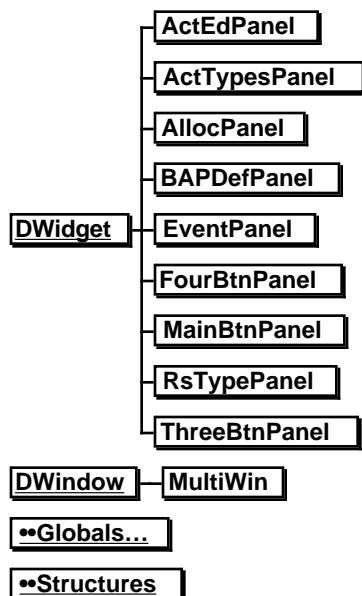 ActEdPanel
ActTypesPanel
AllocPanel
BAPDefPanel
DWidget EventPanel
FourBtnPanel
MainBtnPanel
RsTypePanel
ThreeBtnPanel
DWindow MultiWin
••Globals…
••Structures